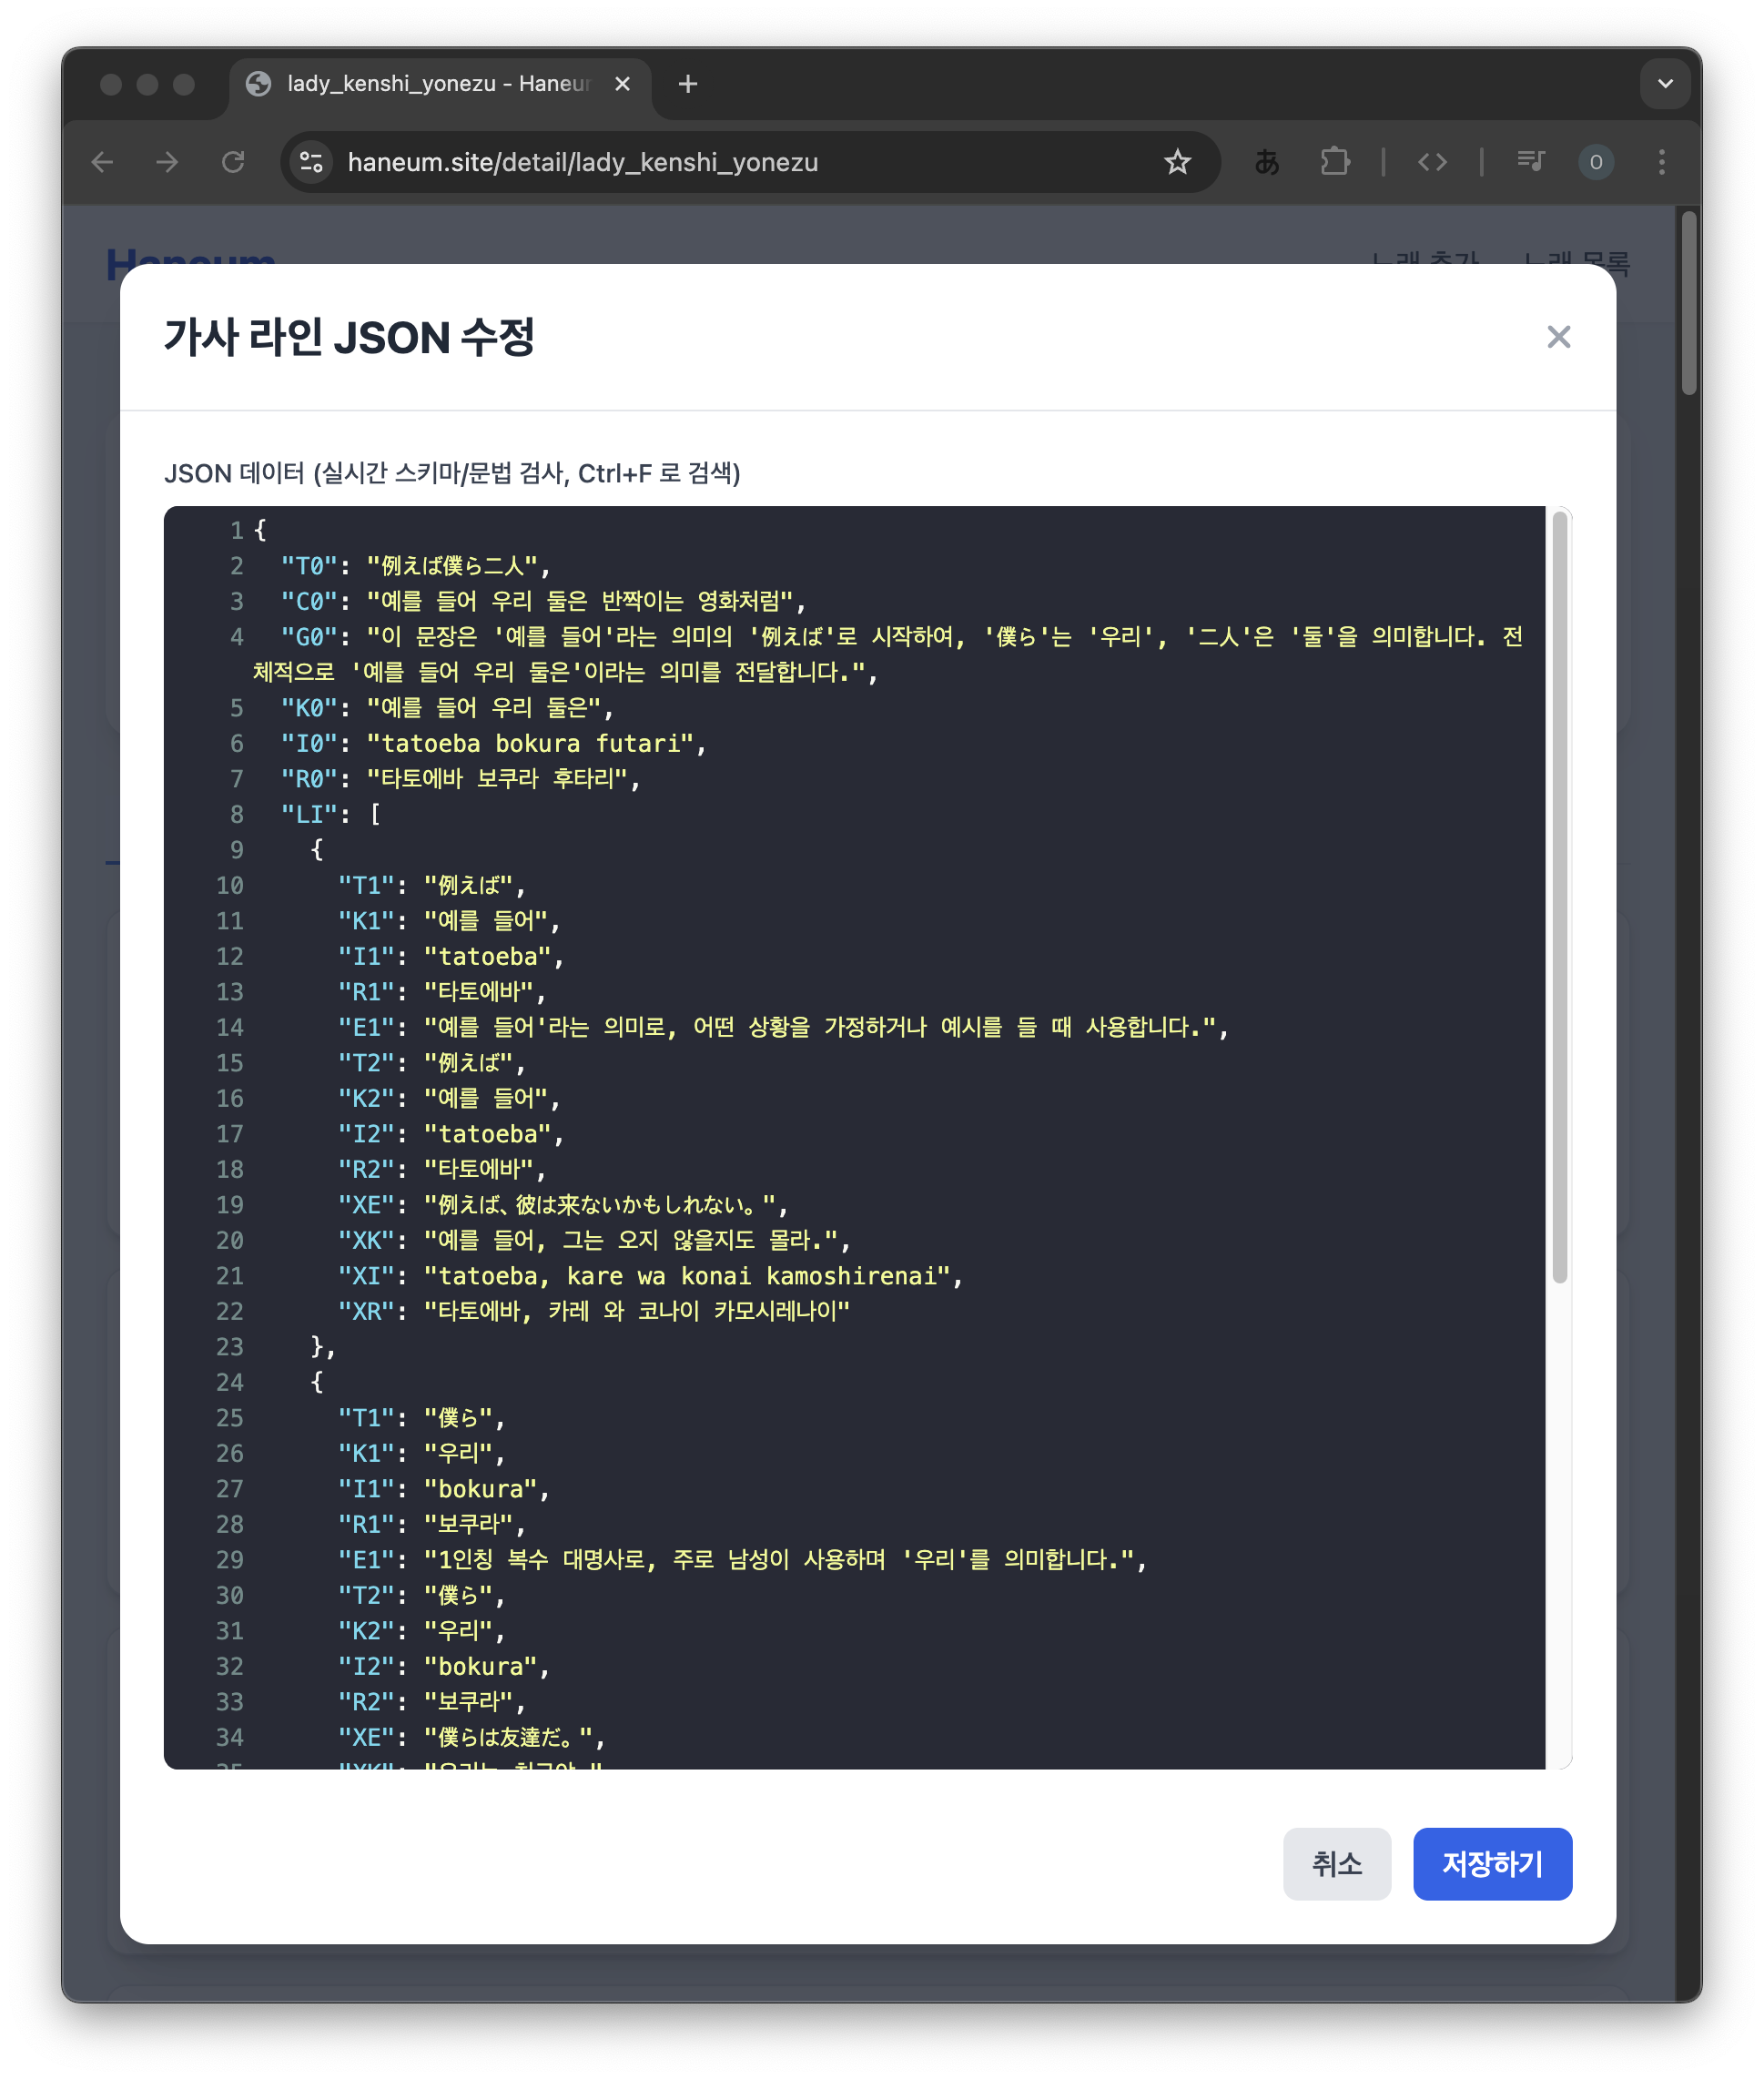 lady_kenshi_yonezu - Haneu
haneum.site/detail/lady_kenshi_yonezu
あ
O
Haneum
노래 추가 노래 목록
가사 라인 JSON 수정
JSON 데이터 (실시간 스키마/문법 검사, Ctrl+F 로 검색)
1 {
2 "T0": "例えば僕ら二人",
3 "C0": "예를 들어 우리 둘은 반짝이는 영화처럼",
4 "G0": "이 문장은 '예를 들어'라는 의미의 '例えば'로 시작하여, '僕ら'는 '우리', '二人'은 '둘'을 의미합니다. 전
체적으로 '예를 들어 우리 둘은'이라는 의미를 전달합니다.",
5 "K0": "예를 들어 우리 둘은",
6 "I0": "tatoeba bokura futari",
7 "R0": "타토에바 보쿠라 후타리",
8 "LI": [
9 {
10 "T1": "例えば",
11 "K1": "예를 들어",
12 "I1": "tatoeba",
13 "R1": "타토에바",
14 "E1": "예를 들어'라는 의미로, 어떤 상황을 가정하거나 예시를 들 때 사용합니다.",
15 "T2": "例えば",
16 "K2": "예를 들어",
17 "I2": "tatoeba",
18 "R2": "타토에바",
19 "XE": "例えば、彼は来ないかもしれない。",
20 "XK": "예를 들어, 그는 오지 않을지도 몰라.",
21 "XI": "tatoeba, kare wa konai kamoshirenai",
22 "XR": "타토에바, 카레 와 코나이 카모시레나이"
23 },
24 {
25 "T1": "僕ら",
26 "K1": "우리",
27 "I1": "bokura",
28 "R1": "보쿠라",
29 "E1": "1인칭 복수 대명사로, 주로 남성이 사용하며 '우리'를 의미합니다.",
30 "T2": "僕ら",
31 "K2": "우리",
32 "I2": "bokura",
33 "R2": "보쿠라",
34 "XE": "僕らは友達だ。",
취소 저장하기